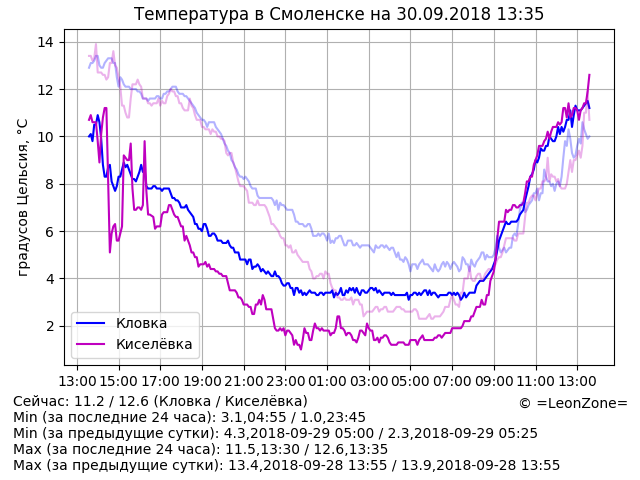 Температура в Смоленске на 30.09.2018 13:35
градусов Цельсия, °C
14
12
10
8
6
4
2
Кловка
Киселёвка
13:00 15:00 17:00 19:00 21:00 23:00 01:00 03:00 05:00 07:00 09:00 11:00 13:00
Сейчас: 11.2 / 12.6 (Кловка / Киселёвка)
© =LeonZone=
Min (за последние 24 часа): 3.1,04:55 / 1.0,23:45
Min (за предыдущие сутки): 4.3,2018-09-29 05:00 / 2.3,2018-09-29 05:25
Max (за последние 24 часа): 11.5,13:30 / 12.6,13:35
Max (за предыдущие сутки): 13.4,2018-09-28 13:55 / 13.9,2018-09-28 13:55